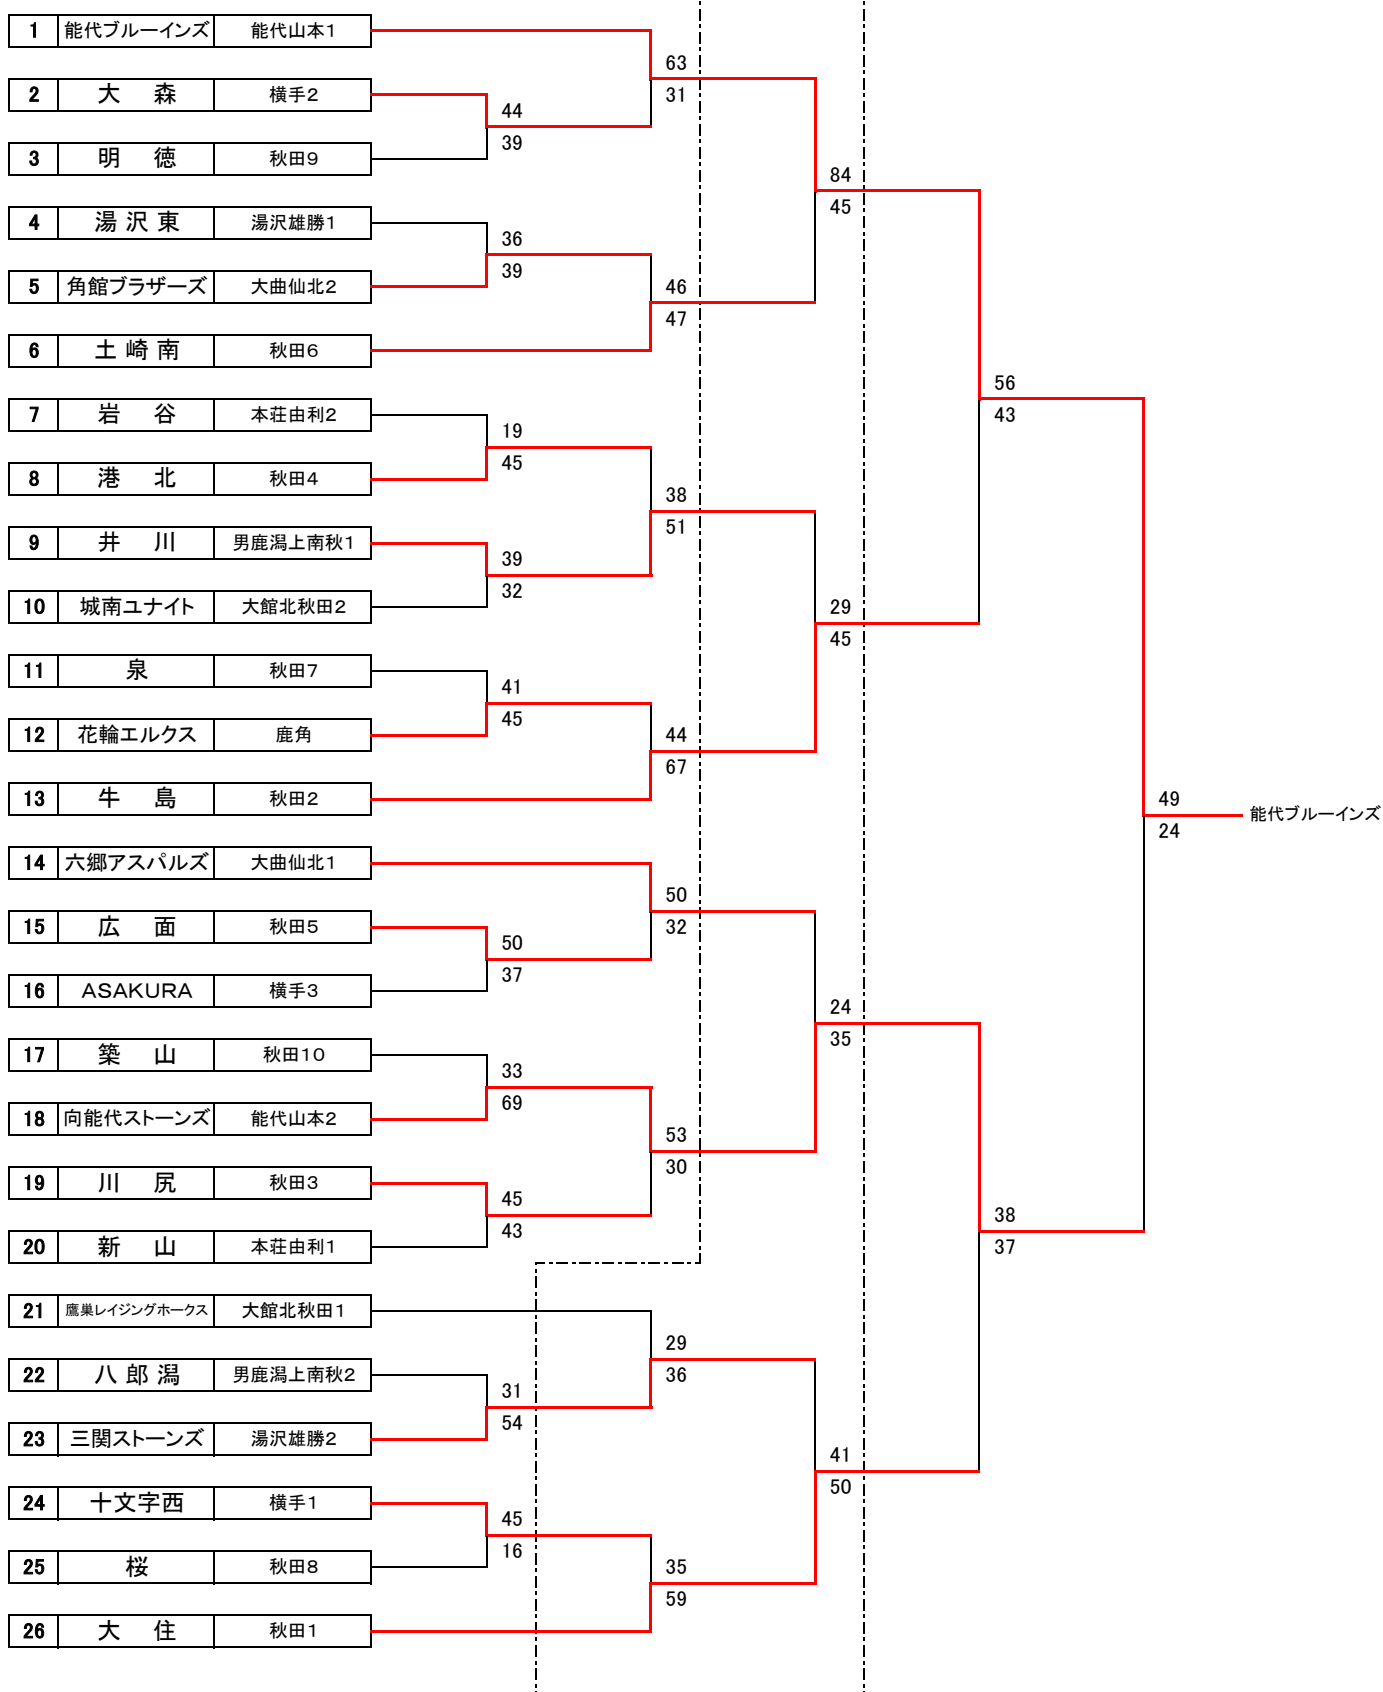 1 能代ブルーインズ 能代山本1
63
2 大 森 横手2
31
44
39
3 明 徳 秋田9
84
45
4 湯沢東 湯沢雄勝1
36
39
5 角館ブラザーズ 大曲仙北2
46
47
6 土崎南 秋田6
56
43
7 岩 谷 本荘由利2
19
45
8 港 北 秋田4
38
51
9 井 川 男鹿潟上南秋1
39
32
10 城南ユナイト 大館北秋田2
29
45
11 泉 秋田7
41
45
12 花輪エルクス 鹿角
44
67
13 牛 島 秋田2
49
24
能代ブルーインズ
14 六郷アスパルズ 大曲仙北1
50
32
15 広 面 秋田5
50
37
16 ASAKURA 横手3
24
35
17 築 山 秋田10
33
69
18 向能代ストーンズ 能代山本2
53
30
19 川 尻 秋田3
45
43
38
37
20 新 山 本荘由利1
21 鷹巣レイジングホークス 大館北秋田1
29
36
22 八郎潟 男鹿潟上南秋2
31
54
23 三関ストーンズ 湯沢雄勝2
41
50
24 十文字西 横手1
45
16
25 桜 秋田8
35
59
26 大 住 秋田1